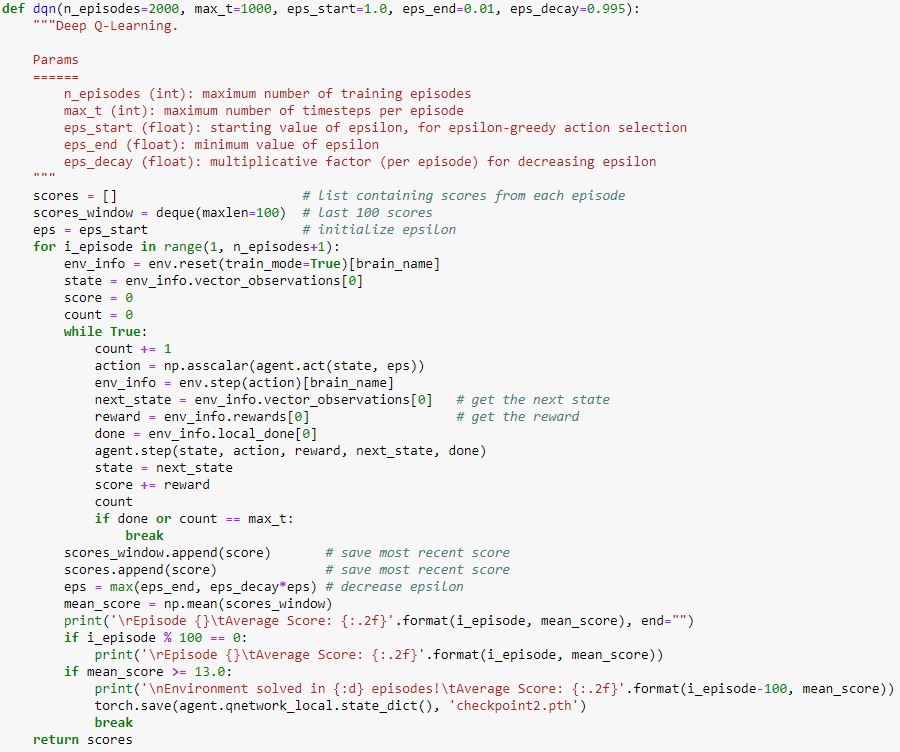 def dqn(n_episodes=2000, max_t=1000, eps_start=1.0, eps_end=0.01, eps_decay=0.995):
    """Deep Q-Learning.

    Params
    ======
        n_episodes (int): maximum number of training episodes
        max_t (int): maximum number of timesteps per episode
        eps_start (float): starting value of epsilon, for epsilon-greedy action selection
        eps_end (float): minimum value of epsilon
        eps_decay (float): multiplicative factor (per episode) for decreasing epsilon
    """
    scores = []                        # list containing scores from each episode
    scores_window = deque(maxlen=100)  # last 100 scores
    eps = eps_start                    # initialize epsilon
    for i_episode in range(1, n_episodes+1):
        env_info = env.reset(train_mode=True)[brain_name]
        state = env_info.vector_observations[0]
        score = 0
        count = 0
        while True:
            count += 1
            action = np.asscalar(agent.act(state, eps))
            env_info = env.step(action)[brain_name]
            next_state = env_info.vector_observations[0]   # get the next state
            reward = env_info.rewards[0]                   # get the reward
            done = env_info.local_done[0]
            agent.step(state, action, reward, next_state, done)
            state = next_state
            score += reward
            count
            if done or count == max_t:
                break
        scores_window.append(score)       # save most recent score
        scores.append(score)              # save most recent score
        eps = max(eps_end, eps_decay*eps) # decrease epsilon
        mean_score = np.mean(scores_window)
        print('\rEpisode {}\tAverage Score: {:.2f}'.format(i_episode, mean_score), end="")
        if i_episode % 100 == 0:
            print('\rEpisode {}\tAverage Score: {:.2f}'.format(i_episode, mean_score))
        if mean_score >= 13.0:
            print('\nEnvironment solved in {:d} episodes!\tAverage Score: {:.2f}'.format(i_episode-100, mean_score))
            torch.save(agent.qnetwork_local.state_dict(), 'checkpoint2.pth')
            break
    return scores